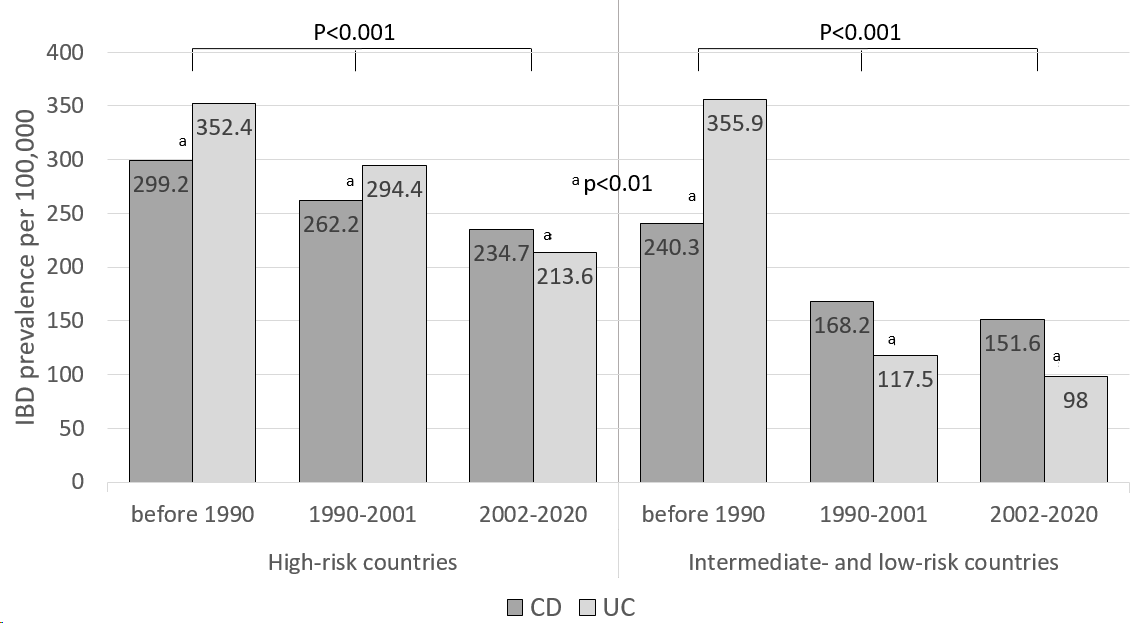 P<0.001
P<0.001
IBD prevalence per 100,000
400
350
300
250
200
150
100
50
0
299.2
a
352.4
262.2
a
294.4
234.7
a
213.6
a p<0.01
240.3
a
355.9
168.2
a
117.5
151.6
a
98
before 1990
1990-2001
2002-2020
before 1990
1990-2001
2002-2020
High-risk countries
Intermediate- and low-risk countries
CD
UC